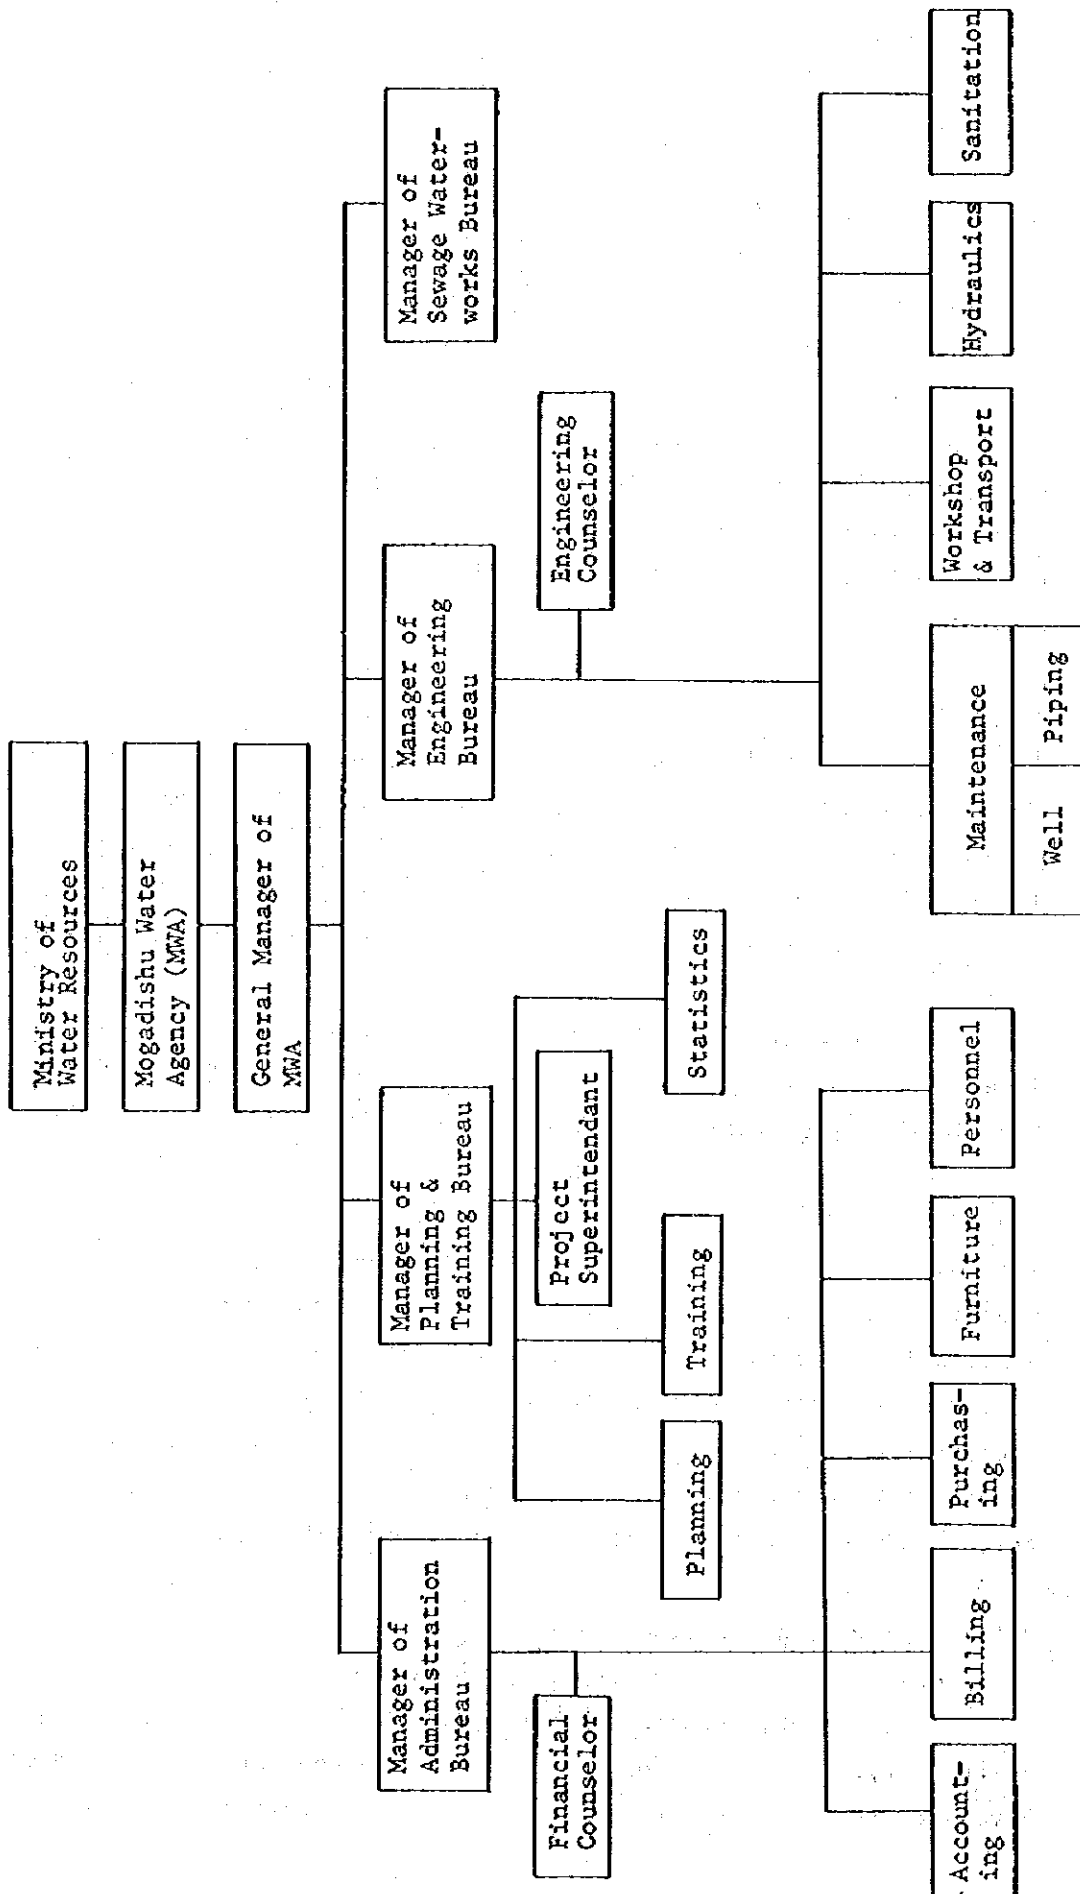 Ministry of
Water Resources
Mogadishu Water
Agency (MWA)
General Manager of
MWA
Manager of
Administration
Bureau
Manager of
Planning &
Training Bureau
Manager of
Engineering
Bureau
Manager of
Sewage Water-
works Bureau
Financial
Counselor
Project
Superintendant
Engineering
Counselor
Planning
Training
Statistics
Account-
ing
Billing
Purchas-
ing
Furniture
Personnel
Maintenance
Well
Piping
Workshop
& Transport
Hydraulics
Sanitation